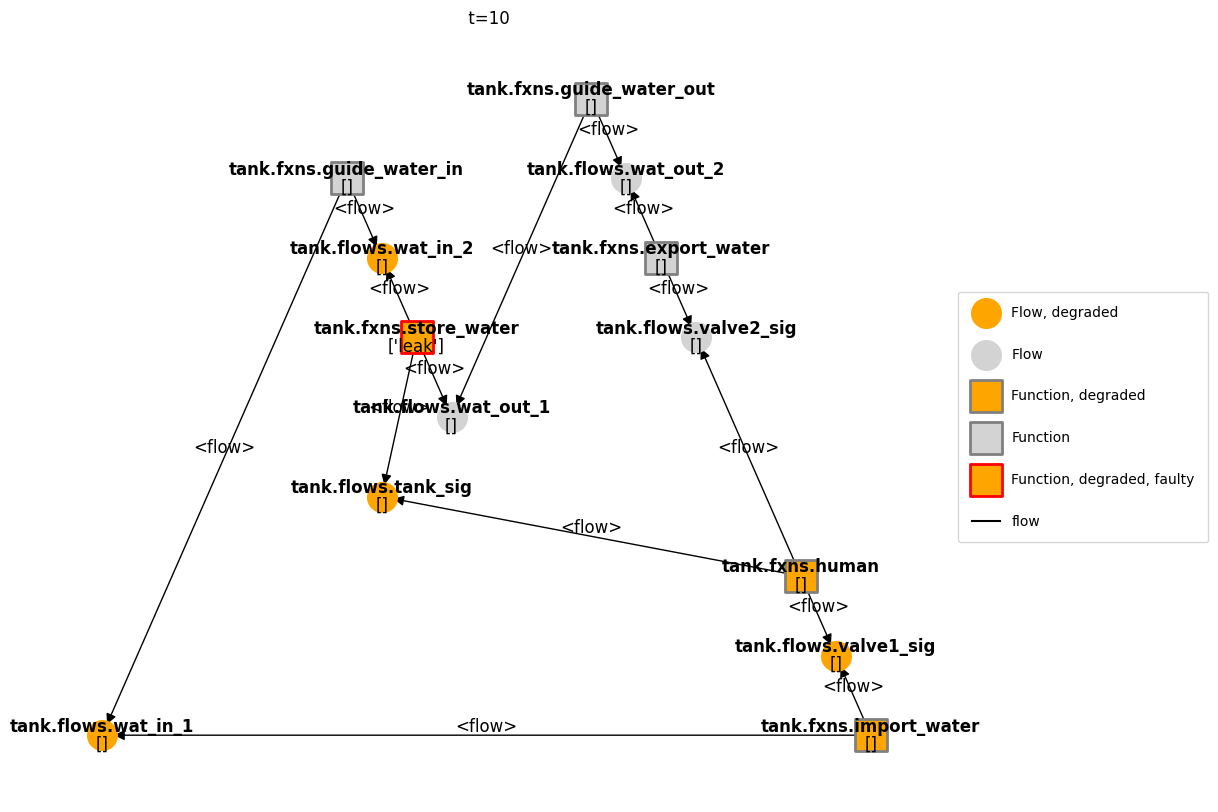 t=10
tank.fxns.guide_water_out
[]
<flow>
tank.fxns.guide_water_in
[]
<flow>
tank.flows.wat_out_2
[]
<flow>
tank.flows.wat_in_2
[]
<flow>
<flow>
tank.fxns.export_water
[]
<flow>
tank.fxns.store_water
['leak']
<flow>
tank.flows.valve2_sig
[]
<flow>
tank.flows.wat_out_1
[]
<flow>
<flow>
tank.flows.tank_sig
[]
<flow>
tank.fxns.human
[]
<flow>
tank.flows.valve1_sig
[]
<flow>
tank.flows.wat_in_1
[]
<flow>
tank.fxns.import_water
[]
Flow, degraded
Flow
Function, degraded
Function
Function, degraded, faulty
flow